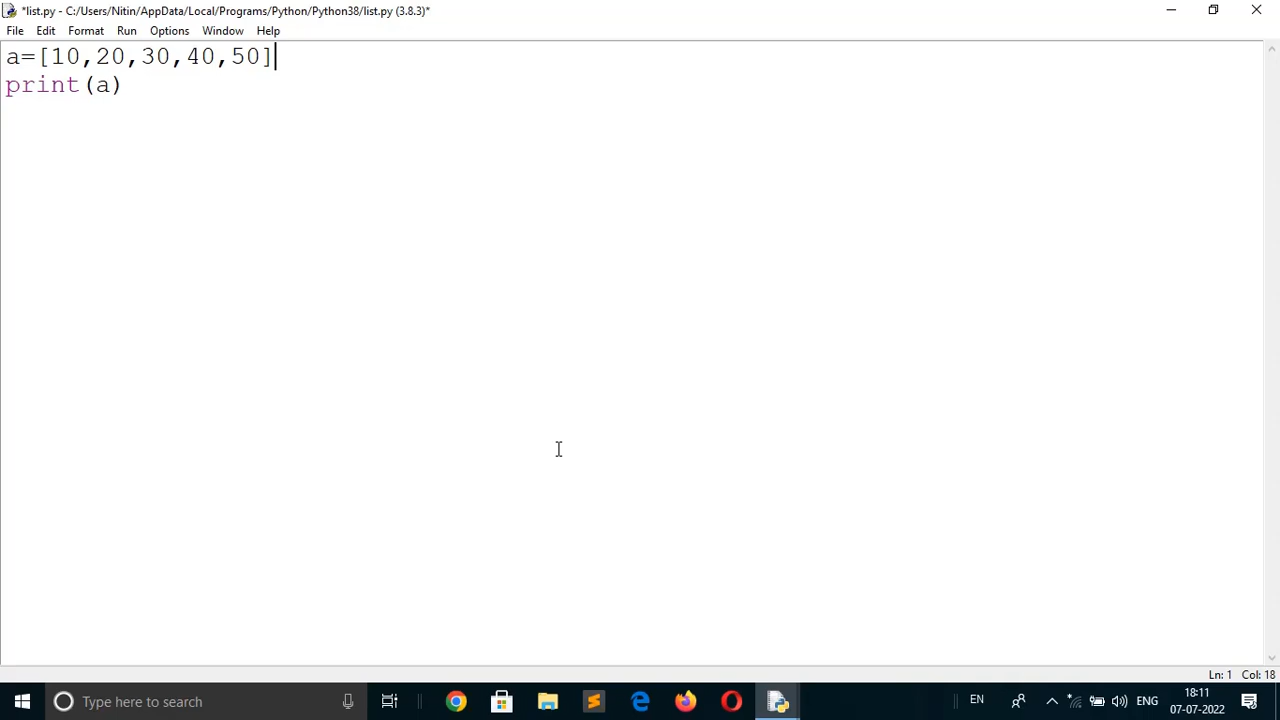 *list.py - C:/Users/Nitin/AppData/Local/Programs/Python/Python38/list.py (3.8.3)*
File Edit Format Run Options Window Help
a=[10,20,30,40,50]
print(a)
Ln: 1 Col: 18
Type here to search
EN
ENG
18:11
07-07-2022